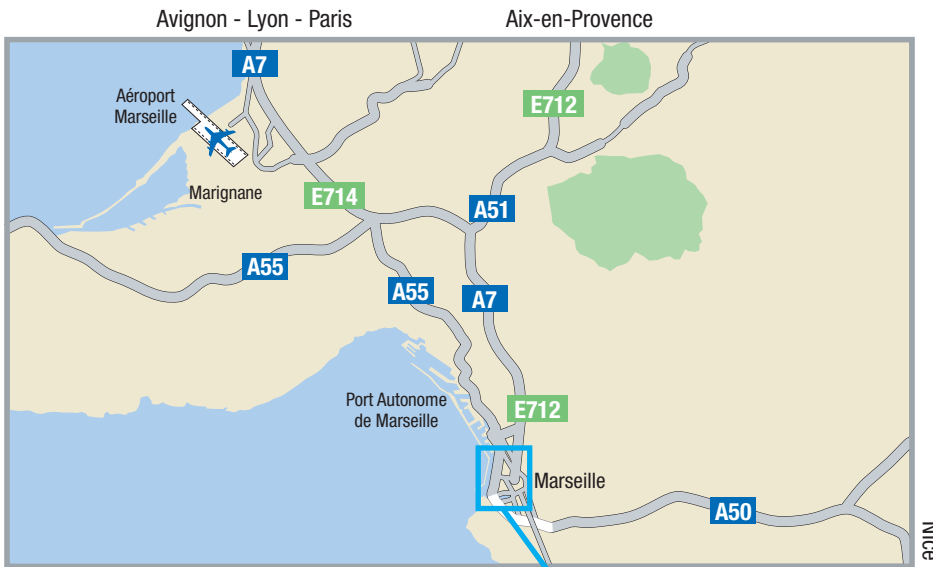 Avignon - Lyon - Paris
Aix-en-Provence
A7
Aéroport
Marseille
E712
Marignane
E714
A51
A55
A55
A7
Port Autonome
de Marseille
E712
Marseille
A50
Nice